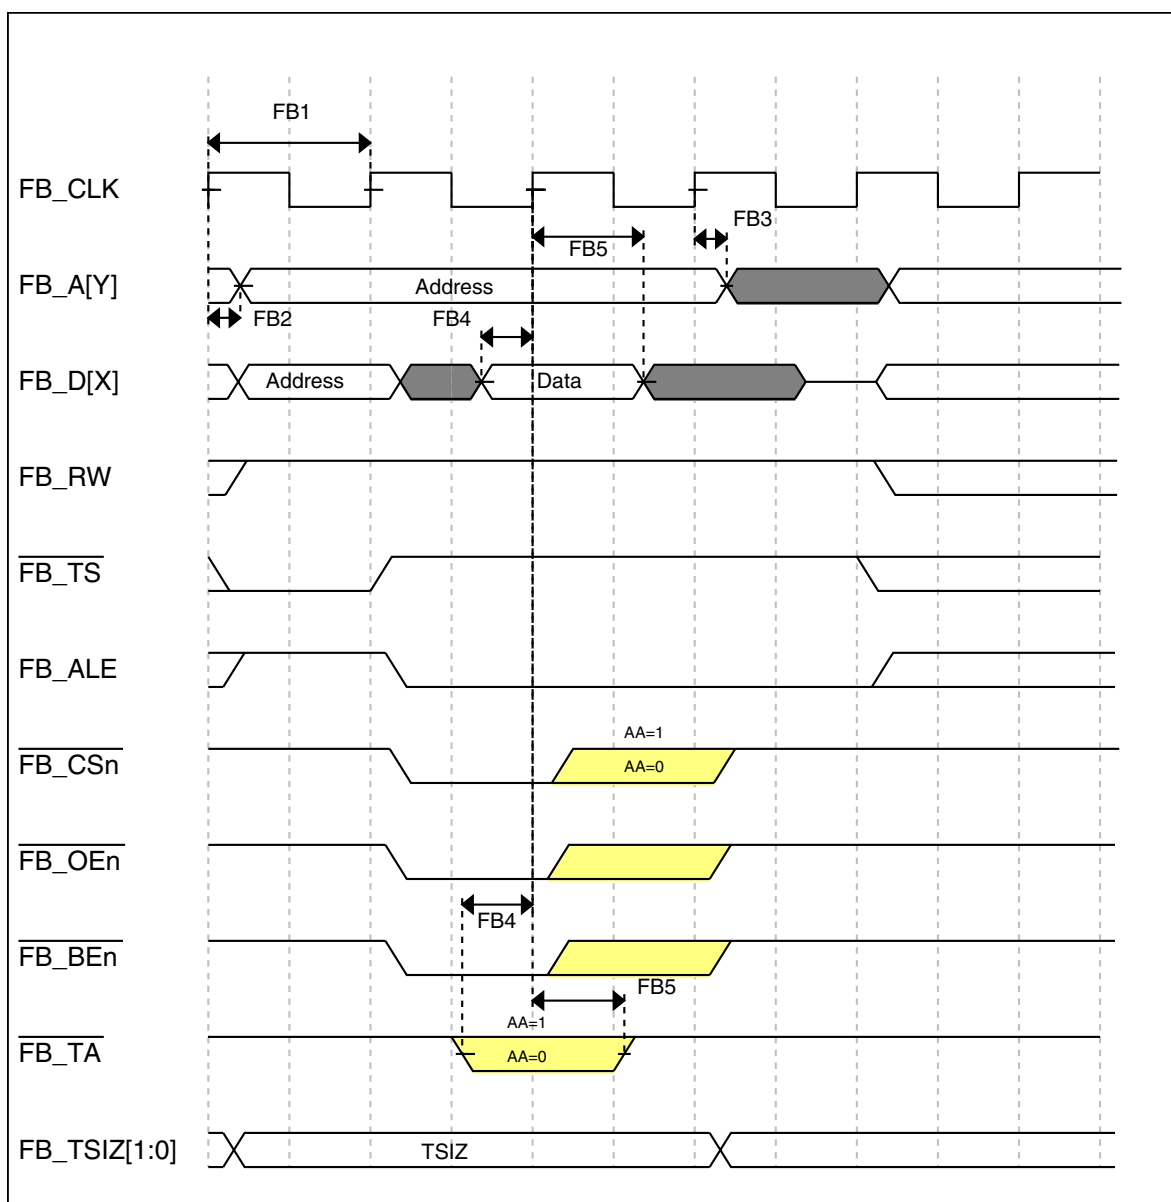 FB1
FB_CLK
FB3
FB5
FB_A[Y]
Address
FB2
FB4
FB_D[X]
Address
Data
FB_RW
FB_TS
FB_ALE
AA=1
FB_CSn
AA=0
FB_OEn
FB4
FB_BEn
FB5
AA=1
FB_TA
AA=0
FB_TSIZ[1:0]
TSIZ